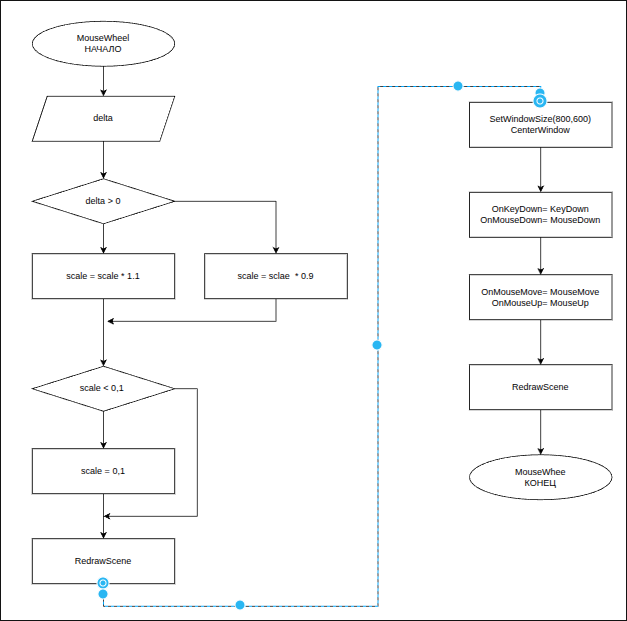 MouseWheel
НАЧАЛО
delta
delta > 0
scale = scale * 1.1
scale = sclae * 0.9
scale < 0,1
scale = 0,1
RedrawScene
SetWindowSize(800,600)
CenterWindow
OnKeyDown= KeyDown
OnMouseDown= MouseDown
OnMouseMove= MouseMove
OnMouseUp= MouseUp
RedrawScene
MouseWhee
КОНЕЦ